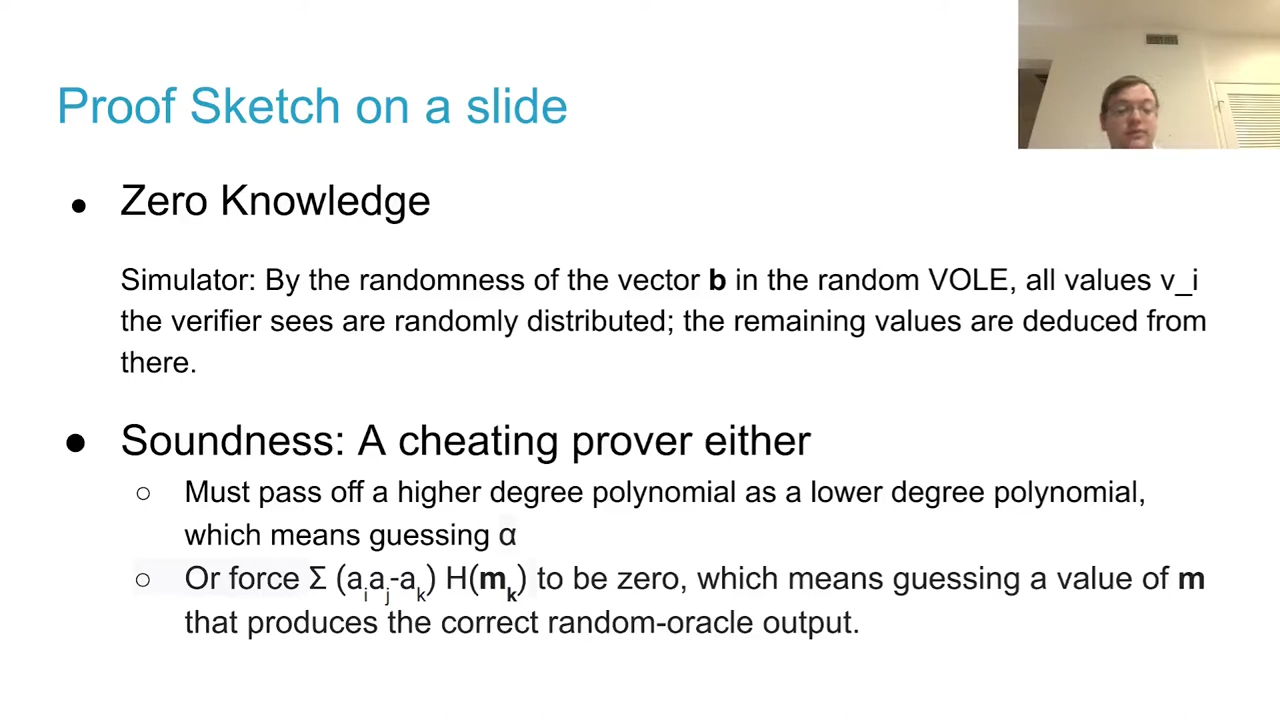 Proof Sketch on a slide
● Zero Knowledge
Simulator: By the randomness of the vector b in the random VOLE, all values v_i
the verifier sees are randomly distributed; the remaining values are deduced from
there.
● Soundness: A cheating prover either
○ Must pass off a higher degree polynomial as a lower degree polynomial,
which means guessing α
○ Or force Σ (aᵢaⱼ-aₖ) H(mₖ) to be zero, which means guessing a value of m
that produces the correct random-oracle output.